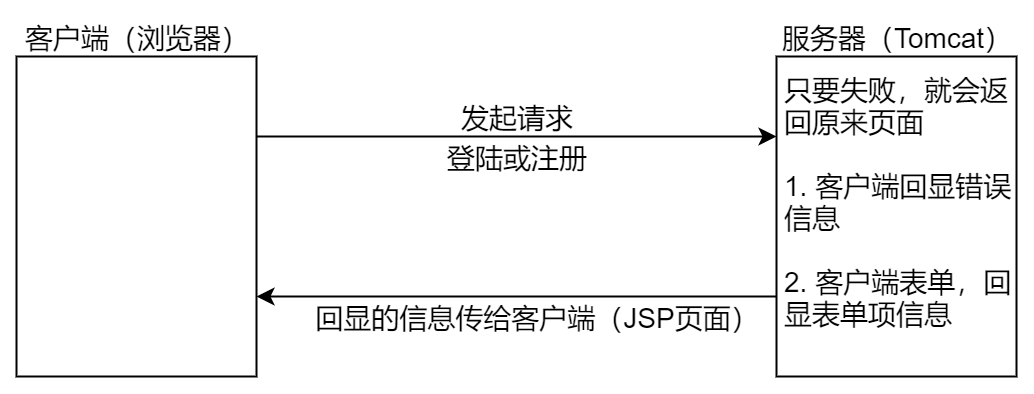 客户端（浏览器）
服务器（Tomcat）
只要失败，就会返
回原来页面
发起请求
登陆或注册
1. 客户端回显错误
信息
2. 客户端表单，回
显表单项信息
回显的信息传给客户端（JSP页面）